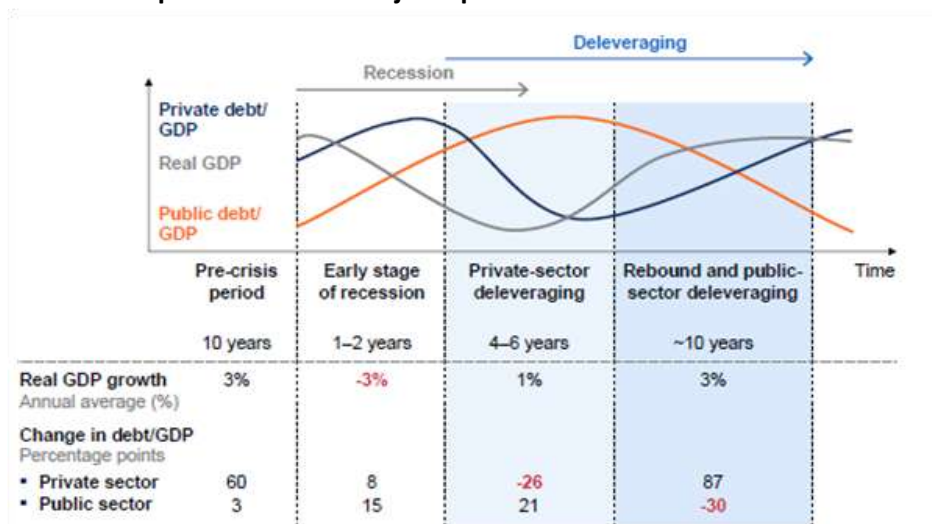 Deleveraging
Recession
Private debt/
GDP
Real GDP
Public debt/
GDP
Pre-crisis period
Early stage of recession
Private-sector deleveraging
Rebound and public-sector deleveraging
Time
10 years
1–2 years
4–6 years
~10 years
Real GDP growth 3% -3% 1% 3%
Annual average (%)
Change in debt/GDP
Percentage points
▪ Private sector 60 8 -26 87
▪ Public sector 3 15 21 -30